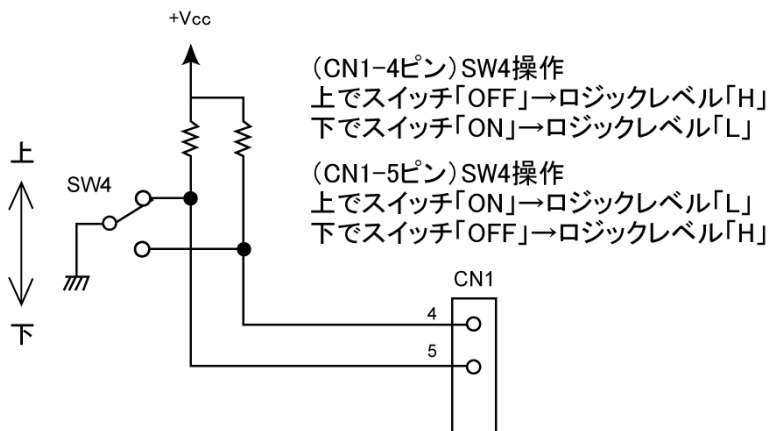 +Vcc
(CN1-4ピン)SW4操作
上でスイッチ「OFF」→ロジックレベル「H」
下でスイッチ「ON」→ロジックレベル「L」
(CN1-5ピン)SW4操作
上でスイッチ「ON」→ロジックレベル「L」
下でスイッチ「OFF」→ロジックレベル「H」
上
SW4
下
CN1
4
5